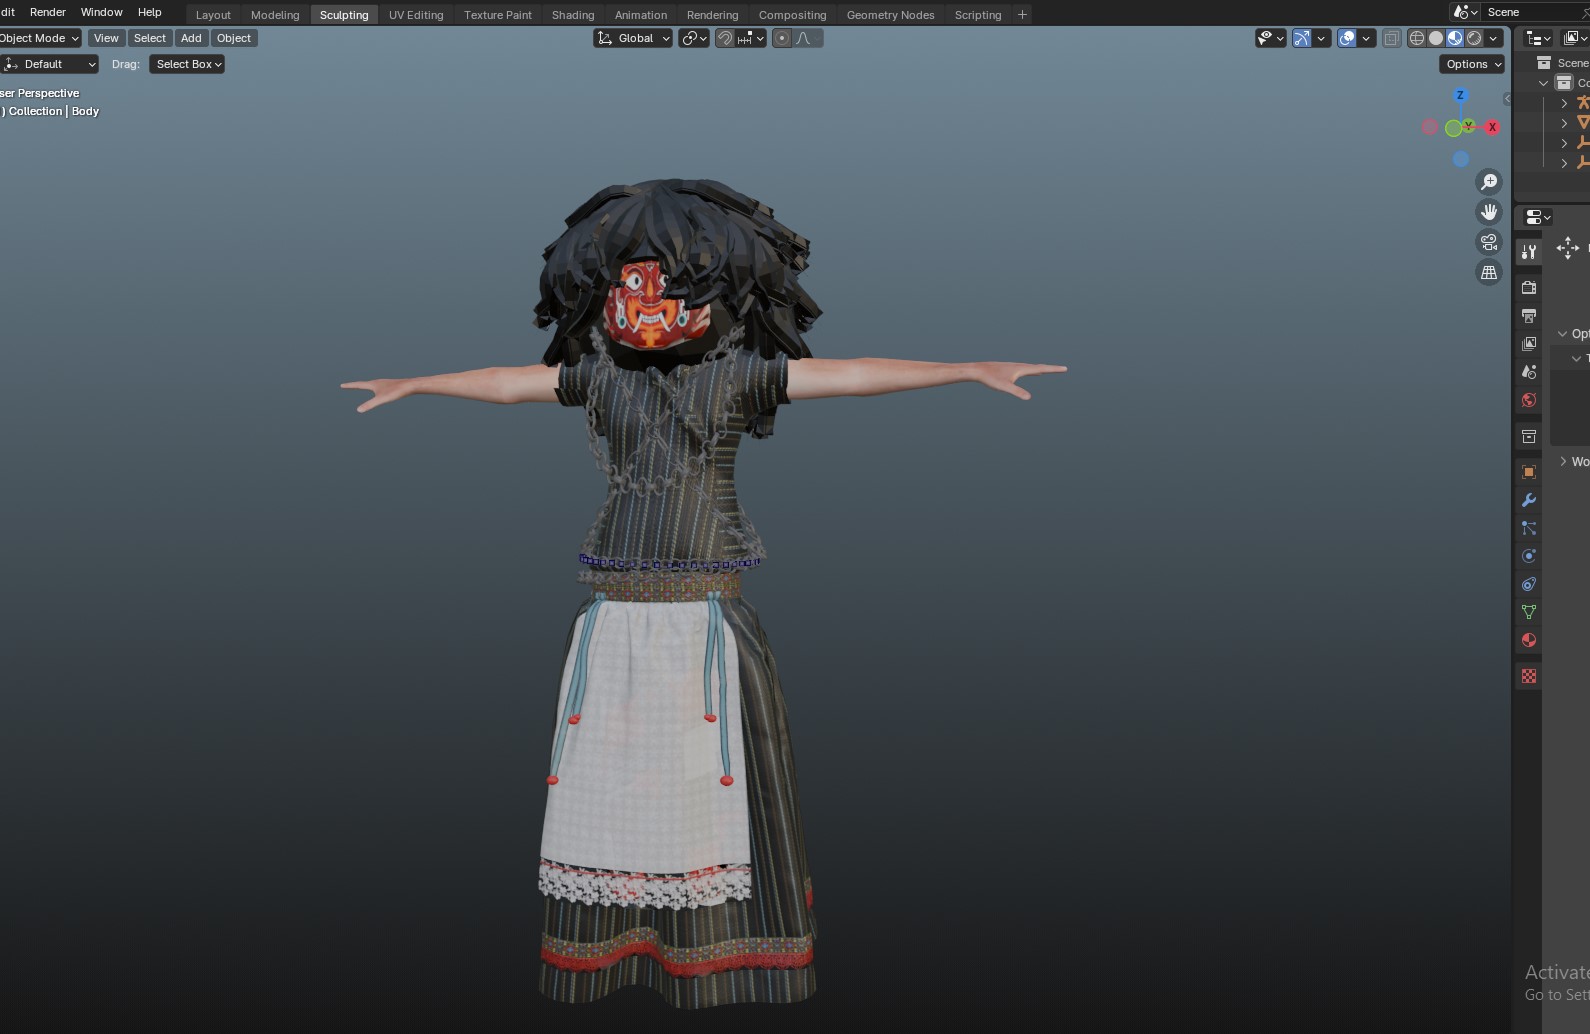 dit Render Window Help
Layout Modeling Sculpting UV Editing Texture Paint Shading Animation Rendering Compositing Geometry Nodes Scripting +
Scene
Object Mode View Select Add Object
Global
Default Drag: Select Box
Options
Scene
Co
ser Perspective
) Collection | Body
Z
Y
X
Opt
T
Wo
Activate
Go to Sett